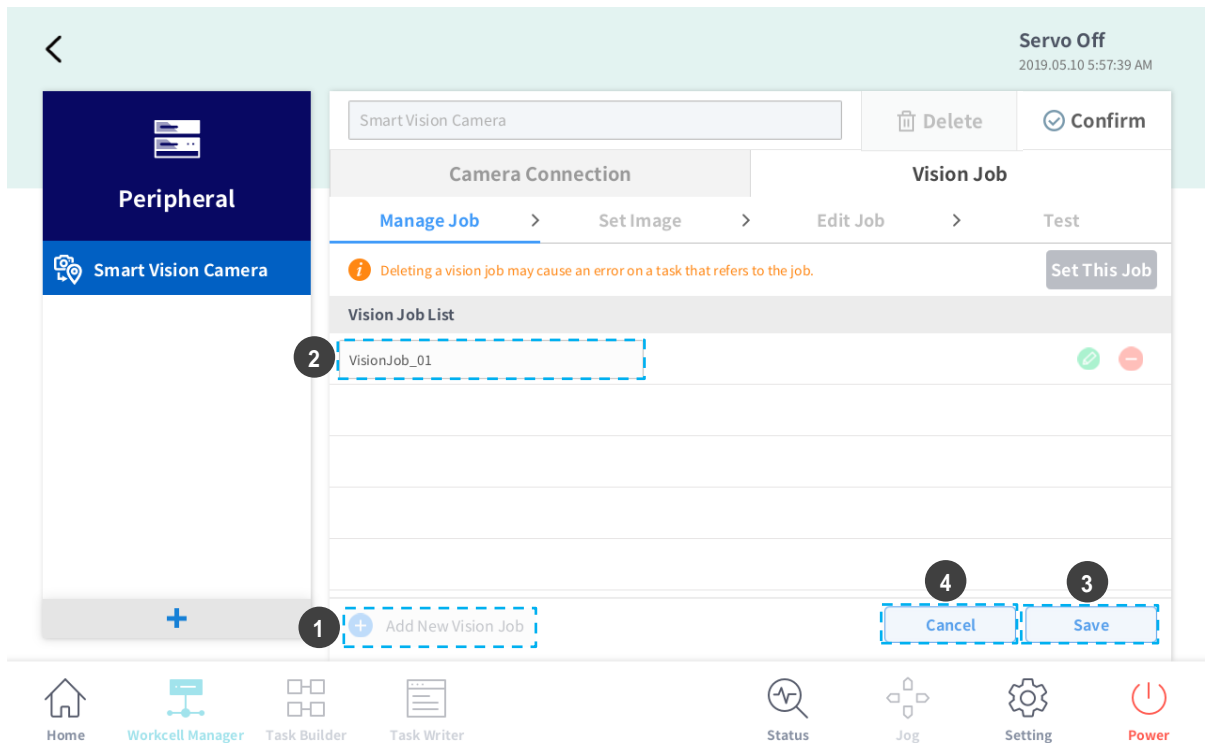 Servo Off
2019.05.10 5:57:39 AM
Peripheral
Smart Vision Camera
Smart Vision Camera
Delete
Confirm
Camera Connection
Vision Job
Manage Job > Set Image > Edit Job > Test
i Deleting a vision job may cause an error on a task that refers to the job.
Set This Job
Vision Job List
2
VisionJob_01
4
3
1
Add New Vision Job
Cancel
Save
Home
Workcell Manager
Task Builder
Task Writer
Status
Jog
Setting
Power